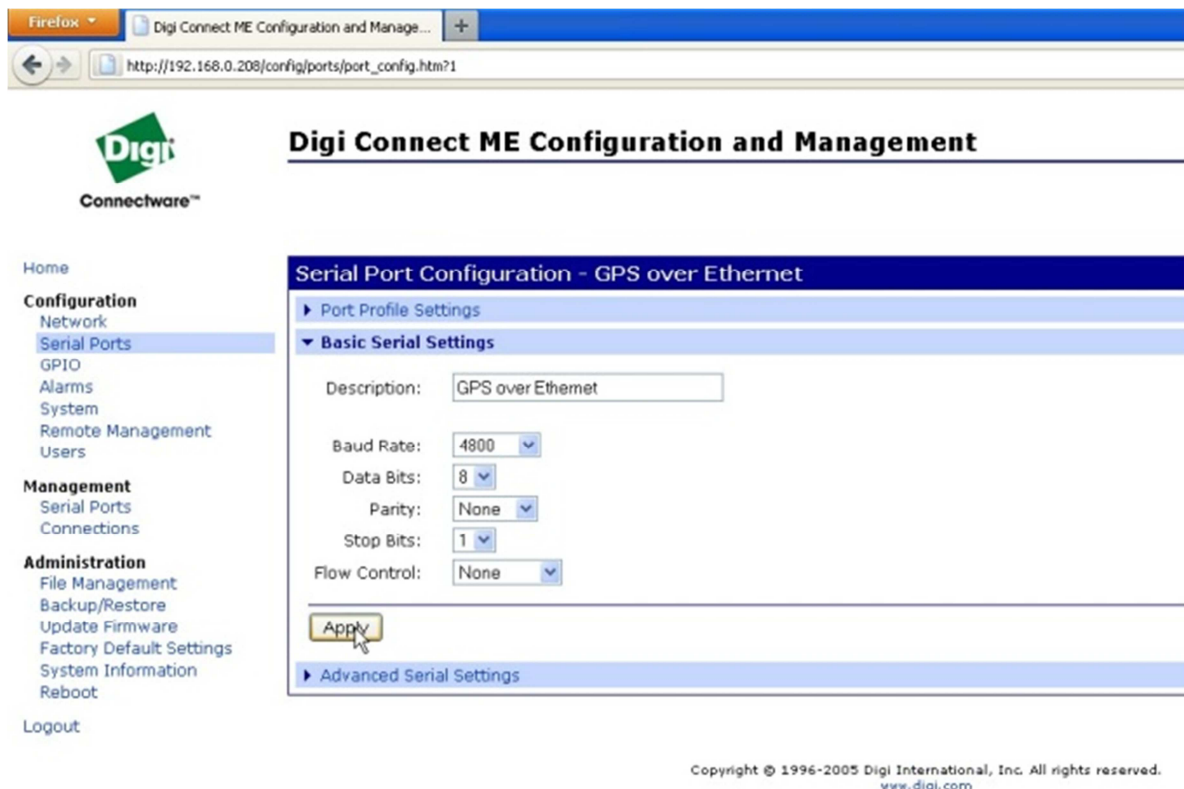 Firefox
Digi Connect ME Configuration and Manage...
http://192.168.0.208/config/ports/port_config.htm?1
Digi
Connectware™
Digi Connect ME Configuration and Management
Home
Configuration
Network
Serial Ports
GPIO
Alarms
System
Remote Management
Users
Management
Serial Ports
Connections
Administration
File Management
Backup/Restore
Update Firmware
Factory Default Settings
System Information
Reboot
Logout
Serial Port Configuration - GPS over Ethernet
Port Profile Settings
Basic Serial Settings
Description: GPS over Ethernet
Baud Rate: 4800
Data Bits: 8
Parity: None
Stop Bits: 1
Flow Control: None
Apply
Advanced Serial Settings
Copyright © 1996-2005 Digi International, Inc. All rights reserved.
www.digi.com